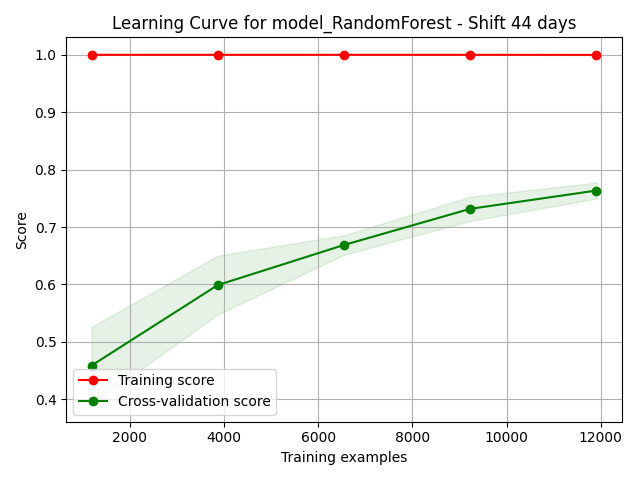 Learning Curve for model_RandomForest - Shift 44 days
1.0
0.9
0.8
0.7
0.6
0.5
0.4
Score
Training score
Cross-validation score
2000 4000 6000 8000 10000 12000
Training examples